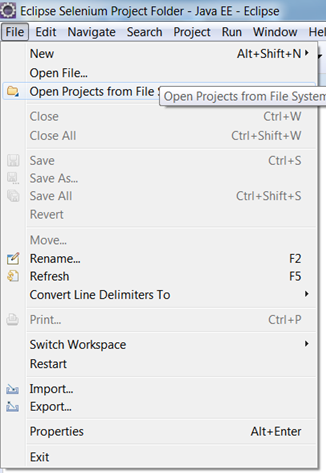 Eclipse Selenium Project Folder - Java EE - Eclipse
File Edit Navigate Search Project Run Window
New Alt+Shift+N
Open File...
Open Projects from File Open Projects from File System
Close Ctrl+W
Close All Ctrl+Shift+W
Save Ctrl+S
Save As...
Save All Ctrl+Shift+S
Revert
Move...
Rename... F2
Refresh F5
Convert Line Delimiters To
Print... Ctrl+P
Switch Workspace
Restart
Import...
Export...
Properties Alt+Enter
Exit